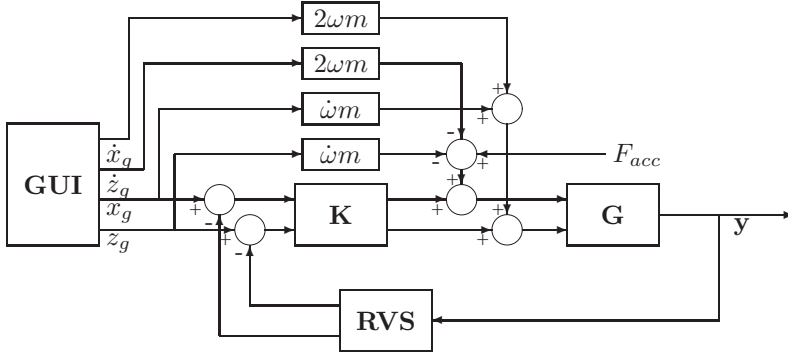 2ωm
2ωm
ω̇m
ω̇m
+
+
-
-
+
F_acc
GUI
ẋ_g
ż_g
x_g
z_g
+
-
+
-
K
+
+
+
+
G
y
RVS